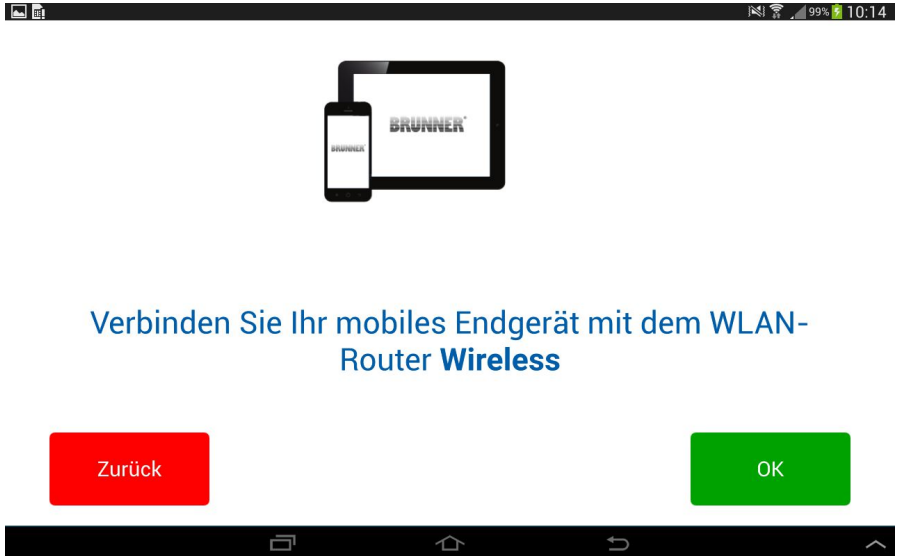 99% 10:14
BRUNNER®
BRUNNER
Verbinden Sie Ihr mobiles Endgerät mit dem WLAN-
Router Wireless
Zurück
OK